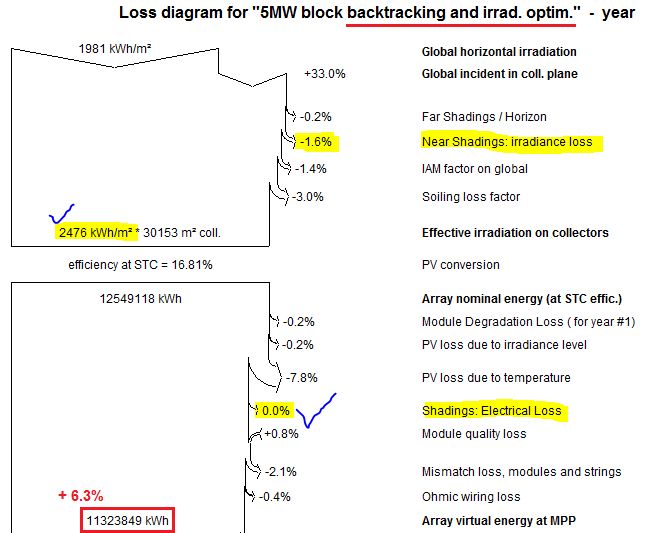 Loss diagram for "5MW block backtracking and irrad. optim." - year
1981 kWh/m² Global horizontal irradiation
+33.0% Global incident in coll. plane
-0.2% Far Shadings / Horizon
-1.6% Near Shadings: irradiance loss
-1.4% IAM factor on global
-3.0% Soiling loss factor
2476 kWh/m² * 30153 m² coll. Effective irradiation on collectors
efficiency at STC = 16.81% PV conversion
12549118 kWh Array nominal energy (at STC effic.)
-0.2% Module Degradation Loss ( for year #1)
-0.2% PV loss due to irradiance level
-7.8% PV loss due to temperature
0.0% Shadings: Electrical Loss
+0.8% Module quality loss
-2.1% Mismatch loss, modules and strings
+ 6.3% -0.4% Ohmic wiring loss
11323849 kWh Array virtual energy at MPP